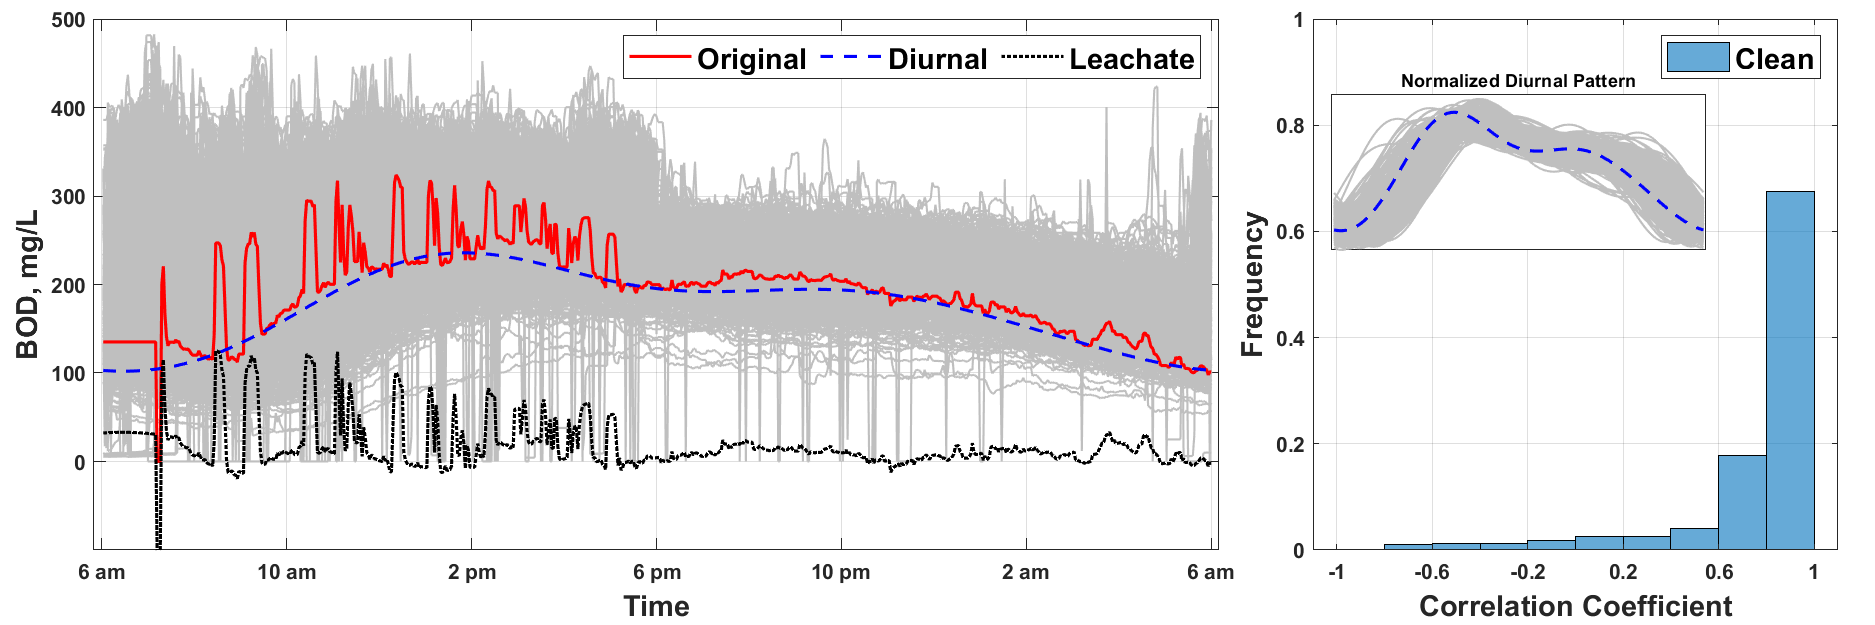 500
400
300
200
100
0
BOD, mg/L
Original
Diurnal
Leachate
6 am
10 am
2 pm
6 pm
10 pm
2 am
6 am
Time
1
0.8
0.6
0.4
0.2
0
Frequency
Clean
Normalized Diurnal Pattern
-1
-0.6
-0.2
0.2
0.6
1
Correlation Coefficient